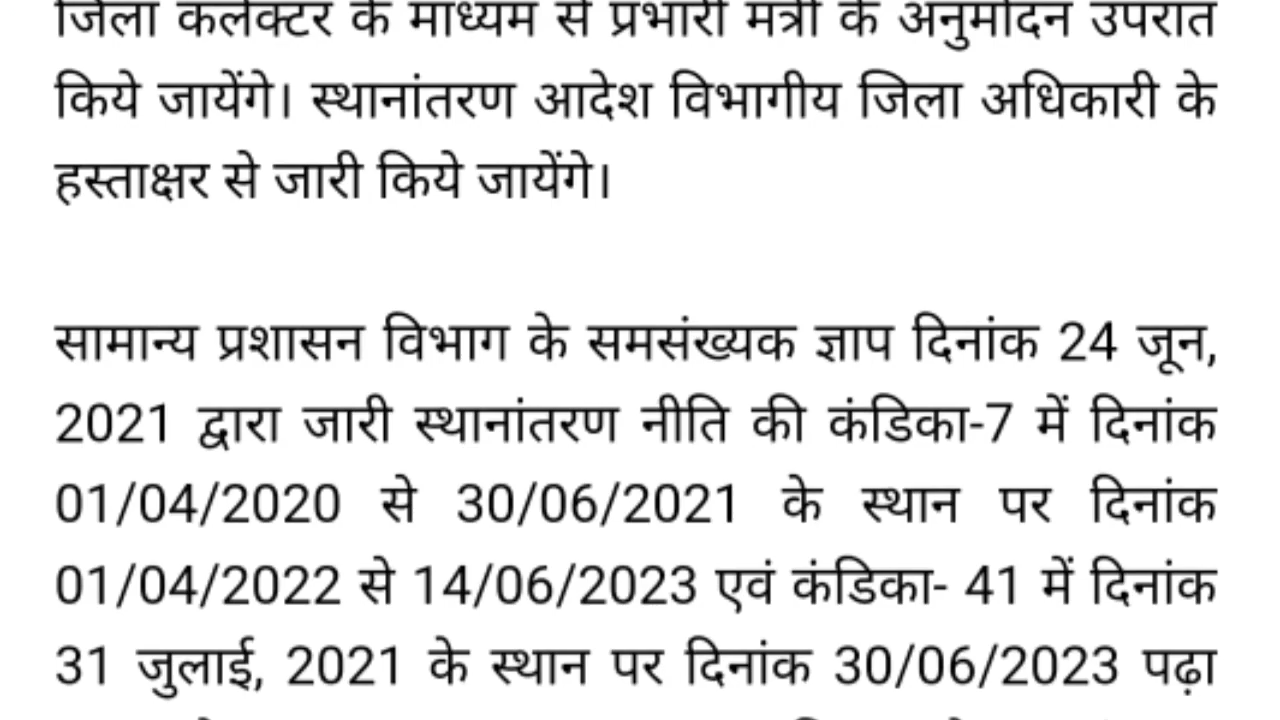 जिला कलेक्टर के माध्यम से प्रभारी मंत्री के अनुमोदन उपरांत
किये जायेंगे। स्थानांतरण आदेश विभागीय जिला अधिकारी के
हस्ताक्षर से जारी किये जायेंगे।
सामान्य प्रशासन विभाग के समसंख्यक ज्ञाप दिनांक 24 जून,
2021 द्वारा जारी स्थानांतरण नीति की कंडिका-7 में दिनांक
01/04/2020 से 30/06/2021 के स्थान पर दिनांक
01/04/2022 से 14/06/2023 एवं कंडिका- 41 में दिनांक
31 जुलाई, 2021 के स्थान पर दिनांक 30/06/2023 पढ़ा